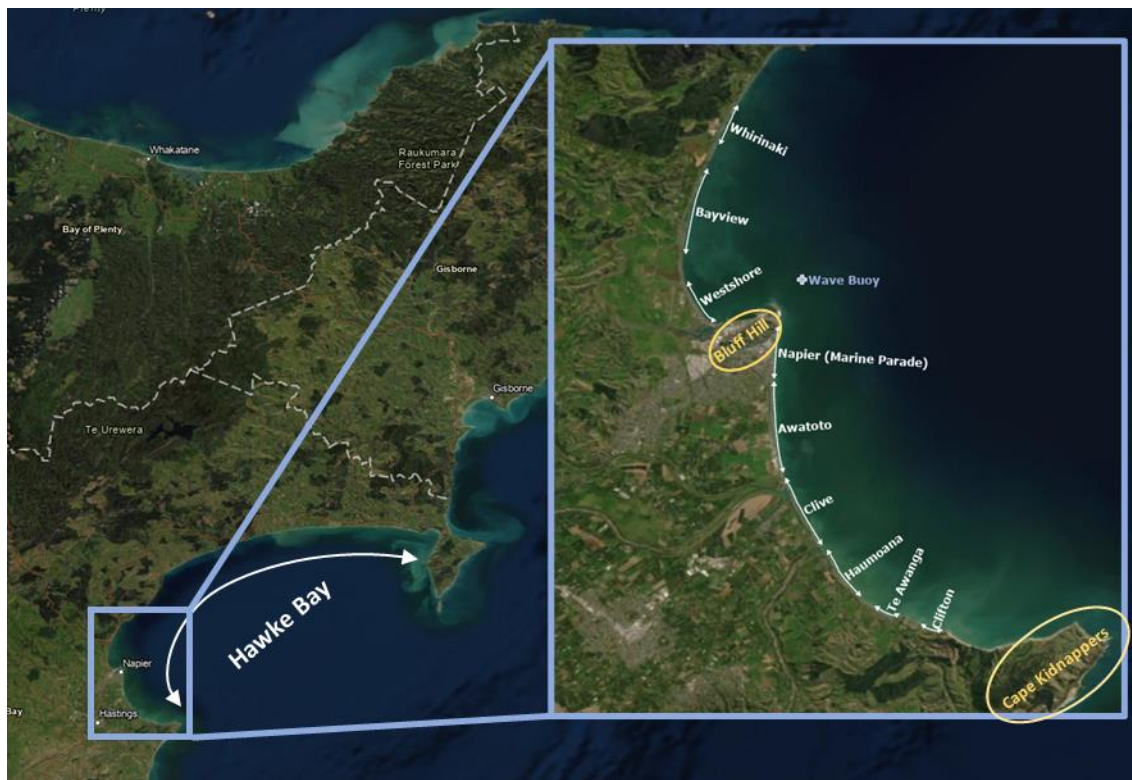 Plenty
Whakatane
Raukumara
Forest Park
Bay of Plenty
Gisborne
Gisborne
Te Urewera
Hawke Bay
Napier
Hastings
Bay
Whirinaki
Bayview
Wave Buoy
Westshore
Bluff Hill
Napier (Marine Parade)
Awatoto
Clive
Haumoana
Te Awanga
Clifton
Cape Kidnappers